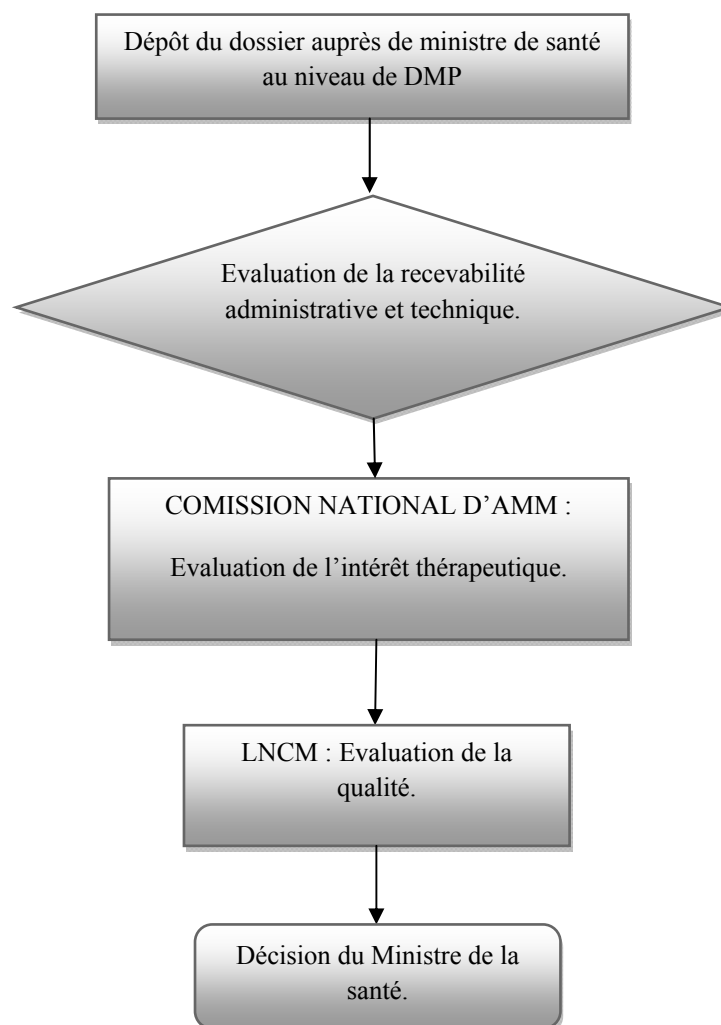 Dépôt du dossier auprès de ministre de santé
au niveau de DMP
Evaluation de la recevabilité
administrative et technique.
COMISSION NATIONAL D’AMM :
Evaluation de l’intérêt thérapeutique.
LNCM : Evaluation de la
qualité.
Décision du Ministre de la
santé.